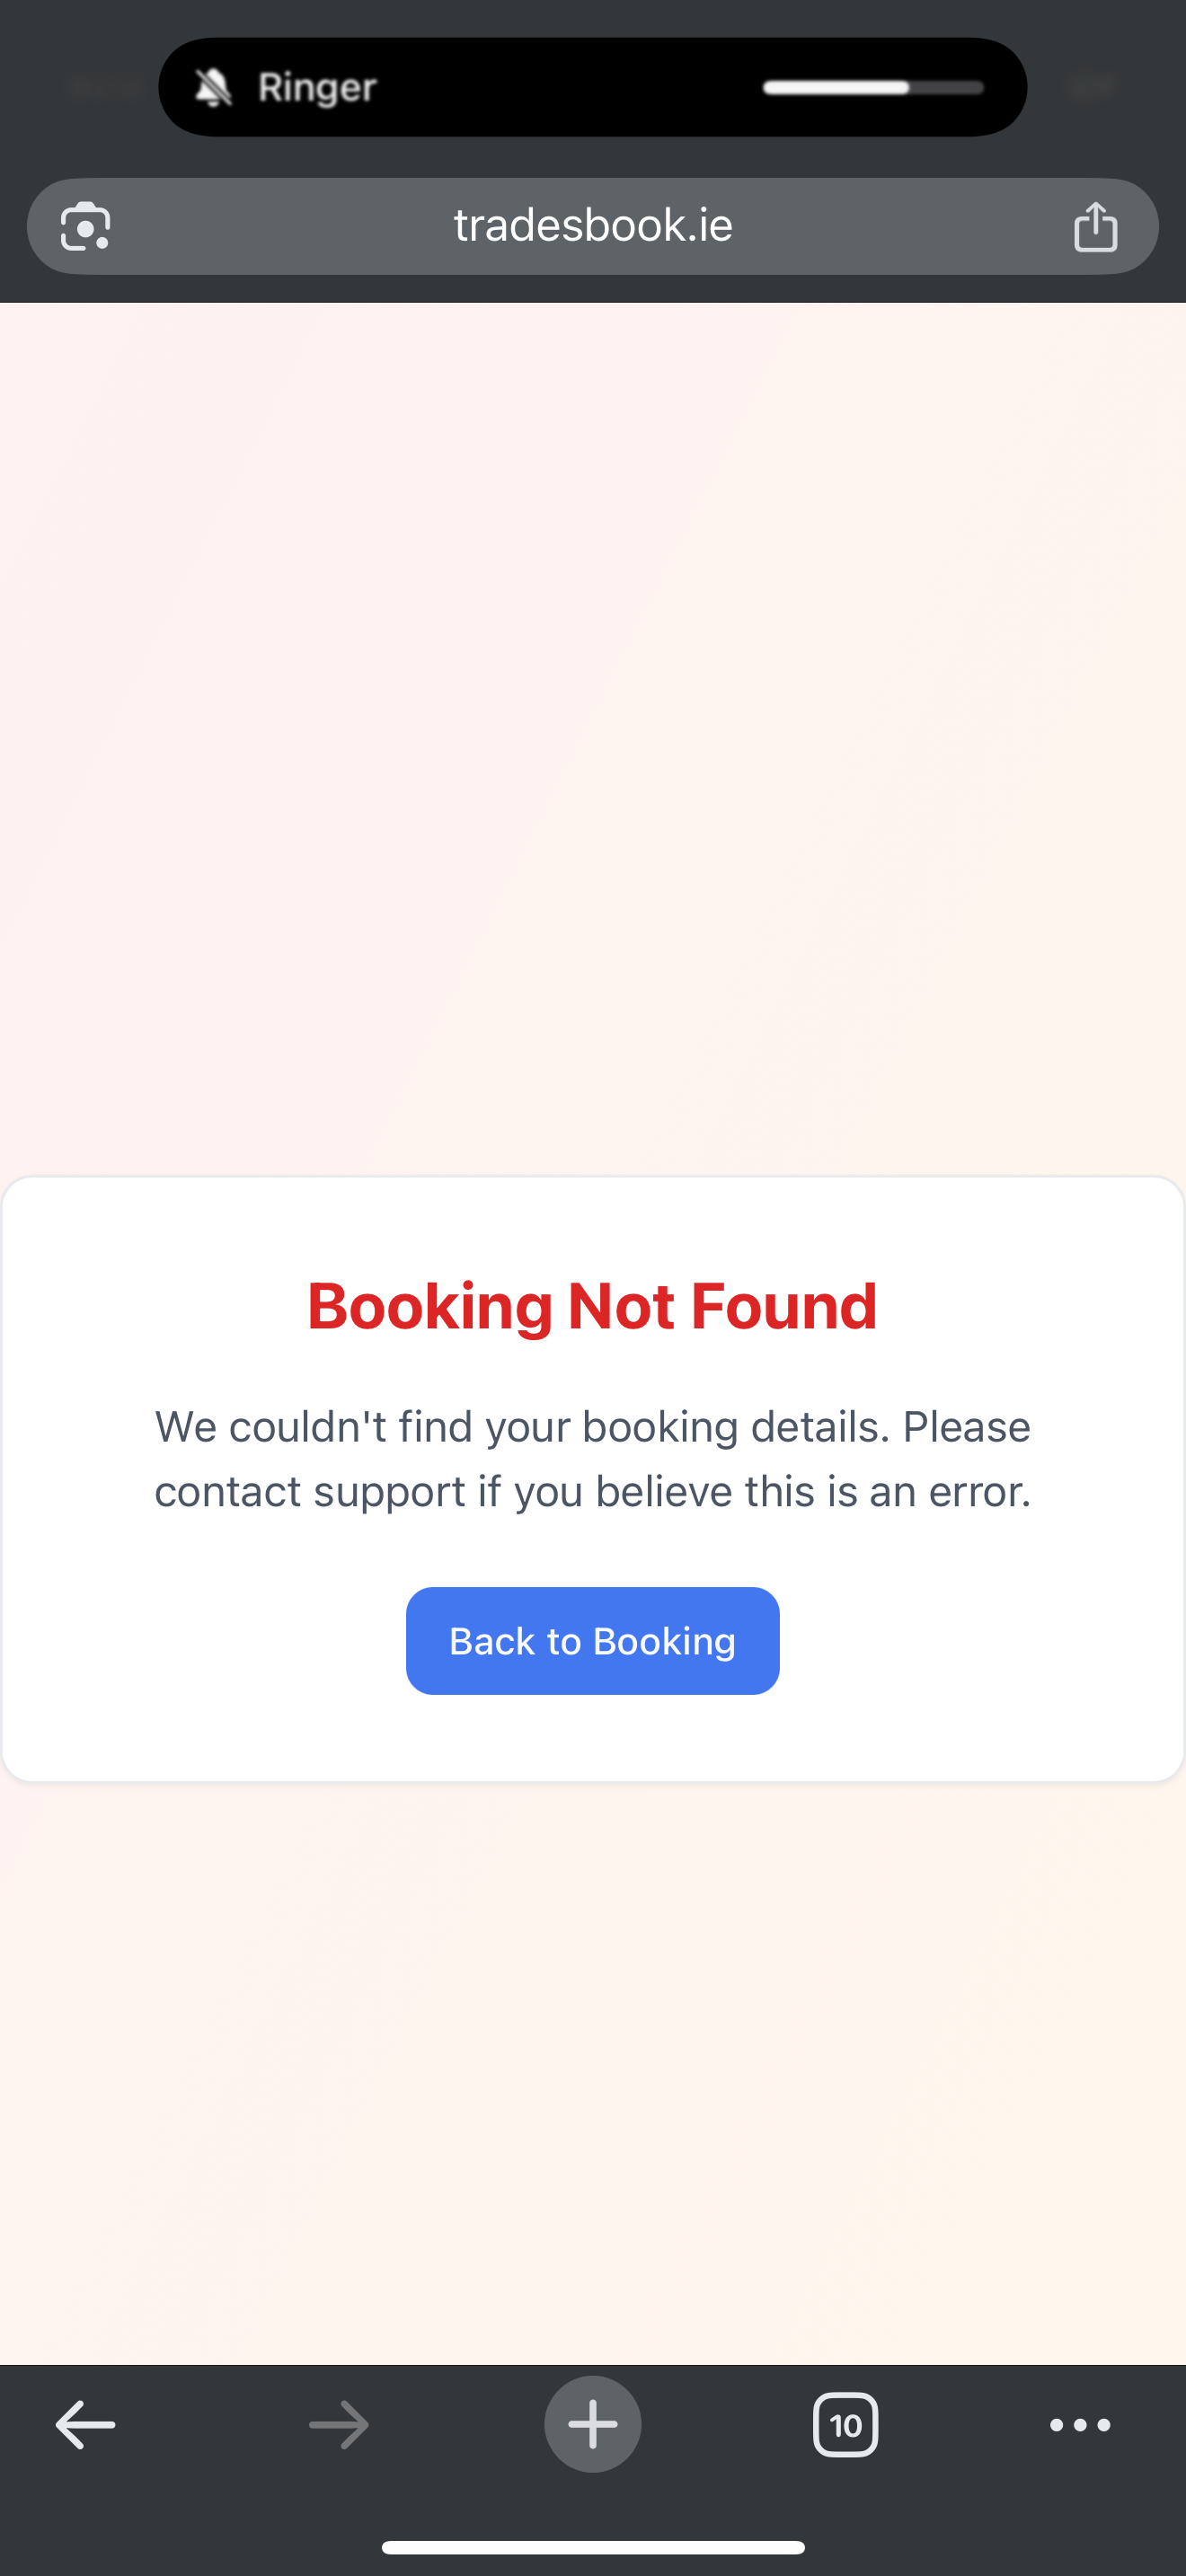 Ringer
tradesbook.ie
Booking Not Found
We couldn't find your booking details. Please
contact support if you believe this is an error.
Back to Booking
10